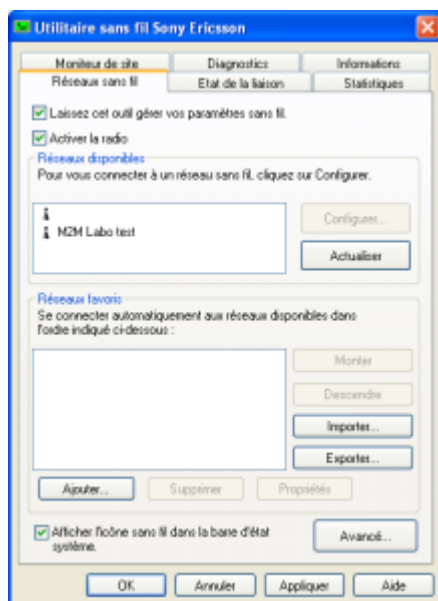 Utilitaire sans fil Sony Ericsson
Moniteur de site
Diagnostics
Informations
Réseaux sans fil
Etat de la liaison
Statistiques
Laissez cet outil gérer vos paramètres sans fil.
Activer la radio
Réseaux disponibles
Pour vous connecter à un réseau sans fil, cliquez sur Configurer.
M2M Labo test
Configurer...
Actualiser
Réseaux favoris
Se connecter automatiquement aux réseaux disponibles dans
l'ordre indiqué ci-dessous :
Monter
Descendre
Importer...
Exporter...
Ajouter...
Supprimer
Propriétés
Afficher l'icône sans fil dans la barre d'état
système.
Avancé...
OK
Annuler
Appliquer
Aide